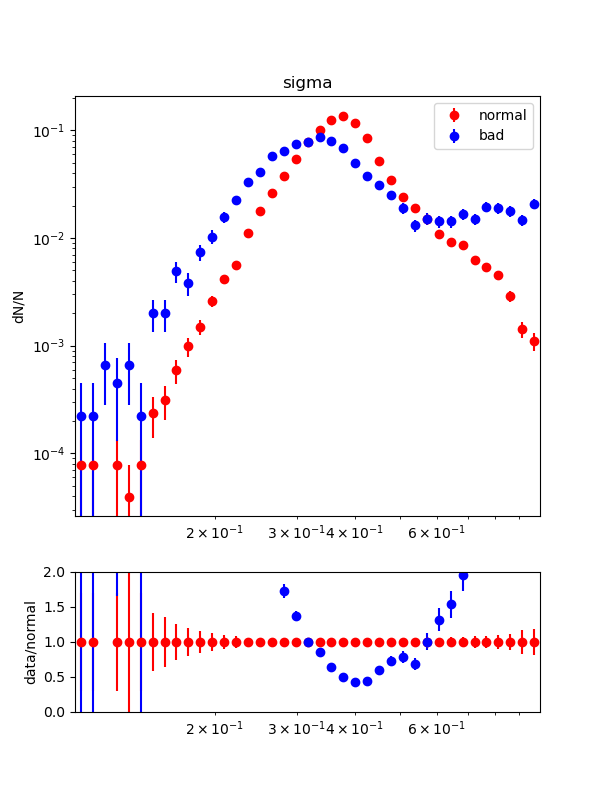 sigma
normal
bad
dN/N
10⁻¹
10⁻²
10⁻³
10⁻⁴
2 × 10⁻¹ 3 × 10⁻¹ 4 × 10⁻¹ 6 × 10⁻¹
data/normal
2.0
1.5
1.0
0.5
0.0
2 × 10⁻¹ 3 × 10⁻¹ 4 × 10⁻¹ 6 × 10⁻¹